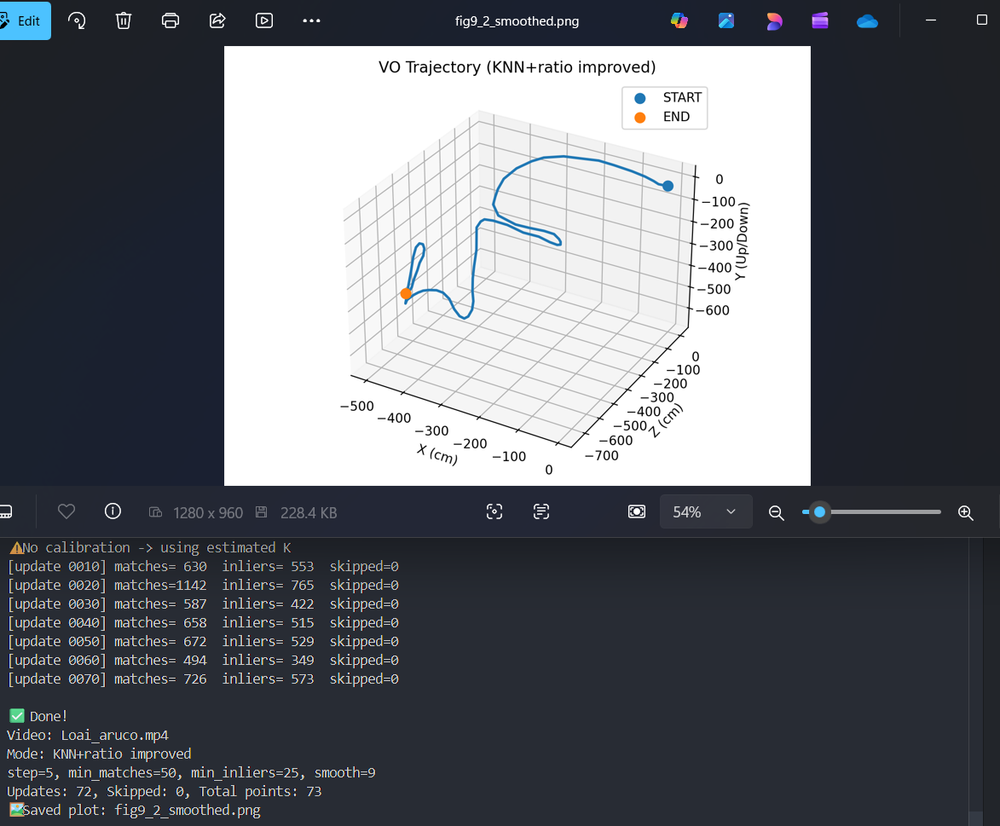 Edit
fig9_2_smoothed.png
VO Trajectory (KNN+ratio improved)
START
END
0
−100
−200
−300
−400
−500
−600
Y (Up/Down)
0
−100
−200
−300
−400
−500
−600
−700
Z (cm)
−500
−400
−300
−200
−100
0
X (cm)
1280 x 960
228.4 KB
54%
⚠No calibration -> using estimated K
[update 0010] matches= 630  inliers= 553  skipped=0
[update 0020] matches=1142  inliers= 765  skipped=0
[update 0030] matches= 587  inliers= 422  skipped=0
[update 0040] matches= 658  inliers= 515  skipped=0
[update 0050] matches= 672  inliers= 529  skipped=0
[update 0060] matches= 494  inliers= 349  skipped=0
[update 0070] matches= 726  inliers= 573  skipped=0
✅ Done!
Video: Loai_aruco.mp4
Mode: KNN+ratio improved
step=5, min_matches=50, min_inliers=25, smooth=9
Updates: 72, Skipped: 0, Total points: 73
🖼Saved plot: fig9_2_smoothed.png